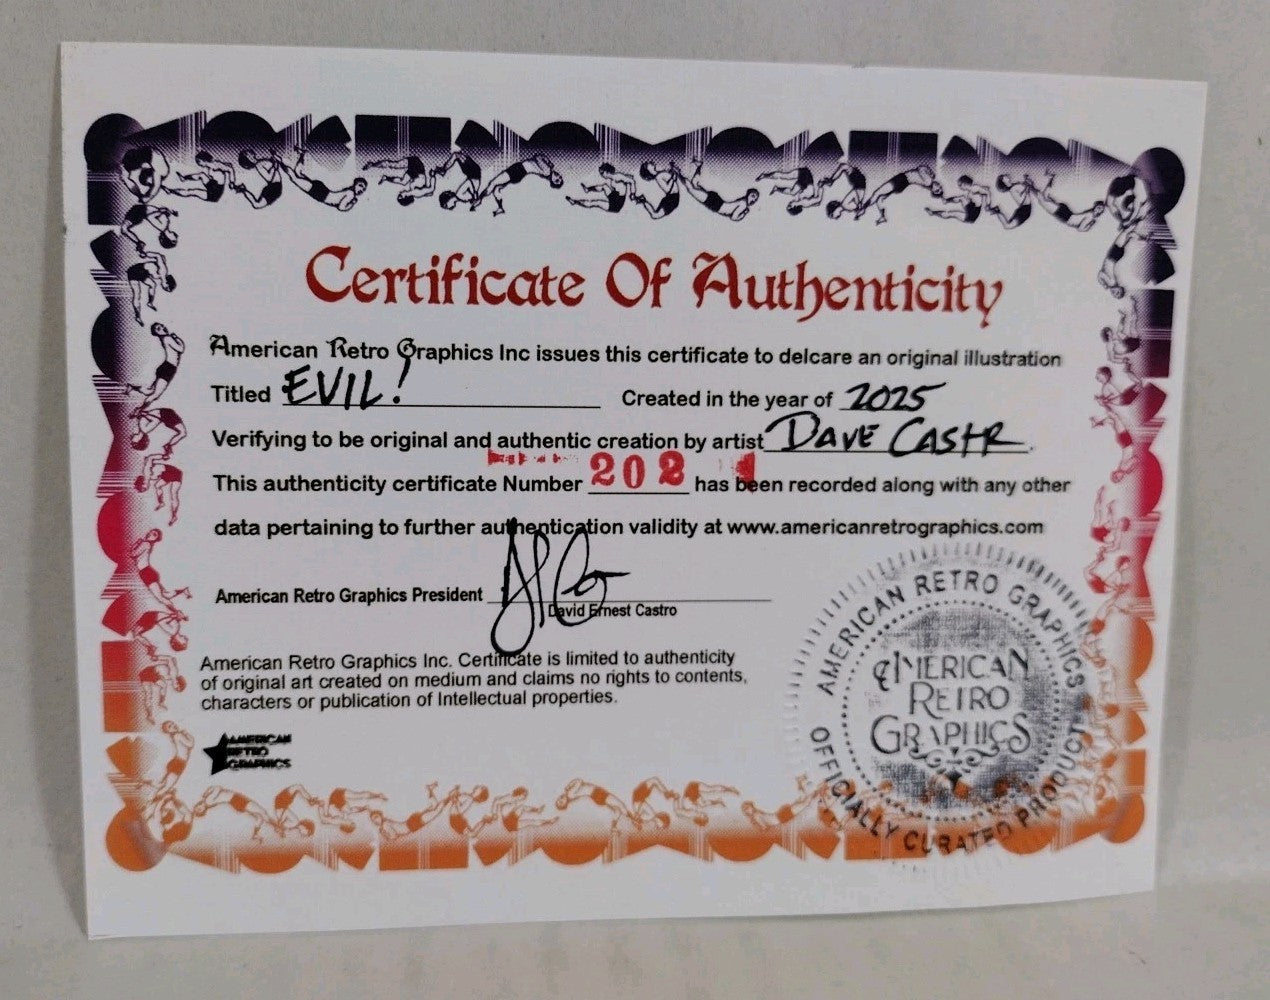 Certificate Of Authenticity
American Retro Graphics Inc issues this certificate to delcare an original illustration
Titled EVIL! Created in the year of 2025
Verifying to be original and authentic creation by artist DAVE CASTR
This authenticity certificate Number 202 has been recorded along with any other
data pertaining to further authentication validity at www.americanretrographics.com
American Retro Graphics President
David Ernest Castro
American Retro Graphics Inc. Certificate is limited to authenticity
of original art created on medium and claims no rights to contents,
characters or publication of Intellectual properties.
AMERICAN
RETRO
GRAPHICS
AMERICAN RETRO GRAPHICS
AMERICAN
RETRO
GRAPHICS
OFFICIALLY CURATED PRODUCT